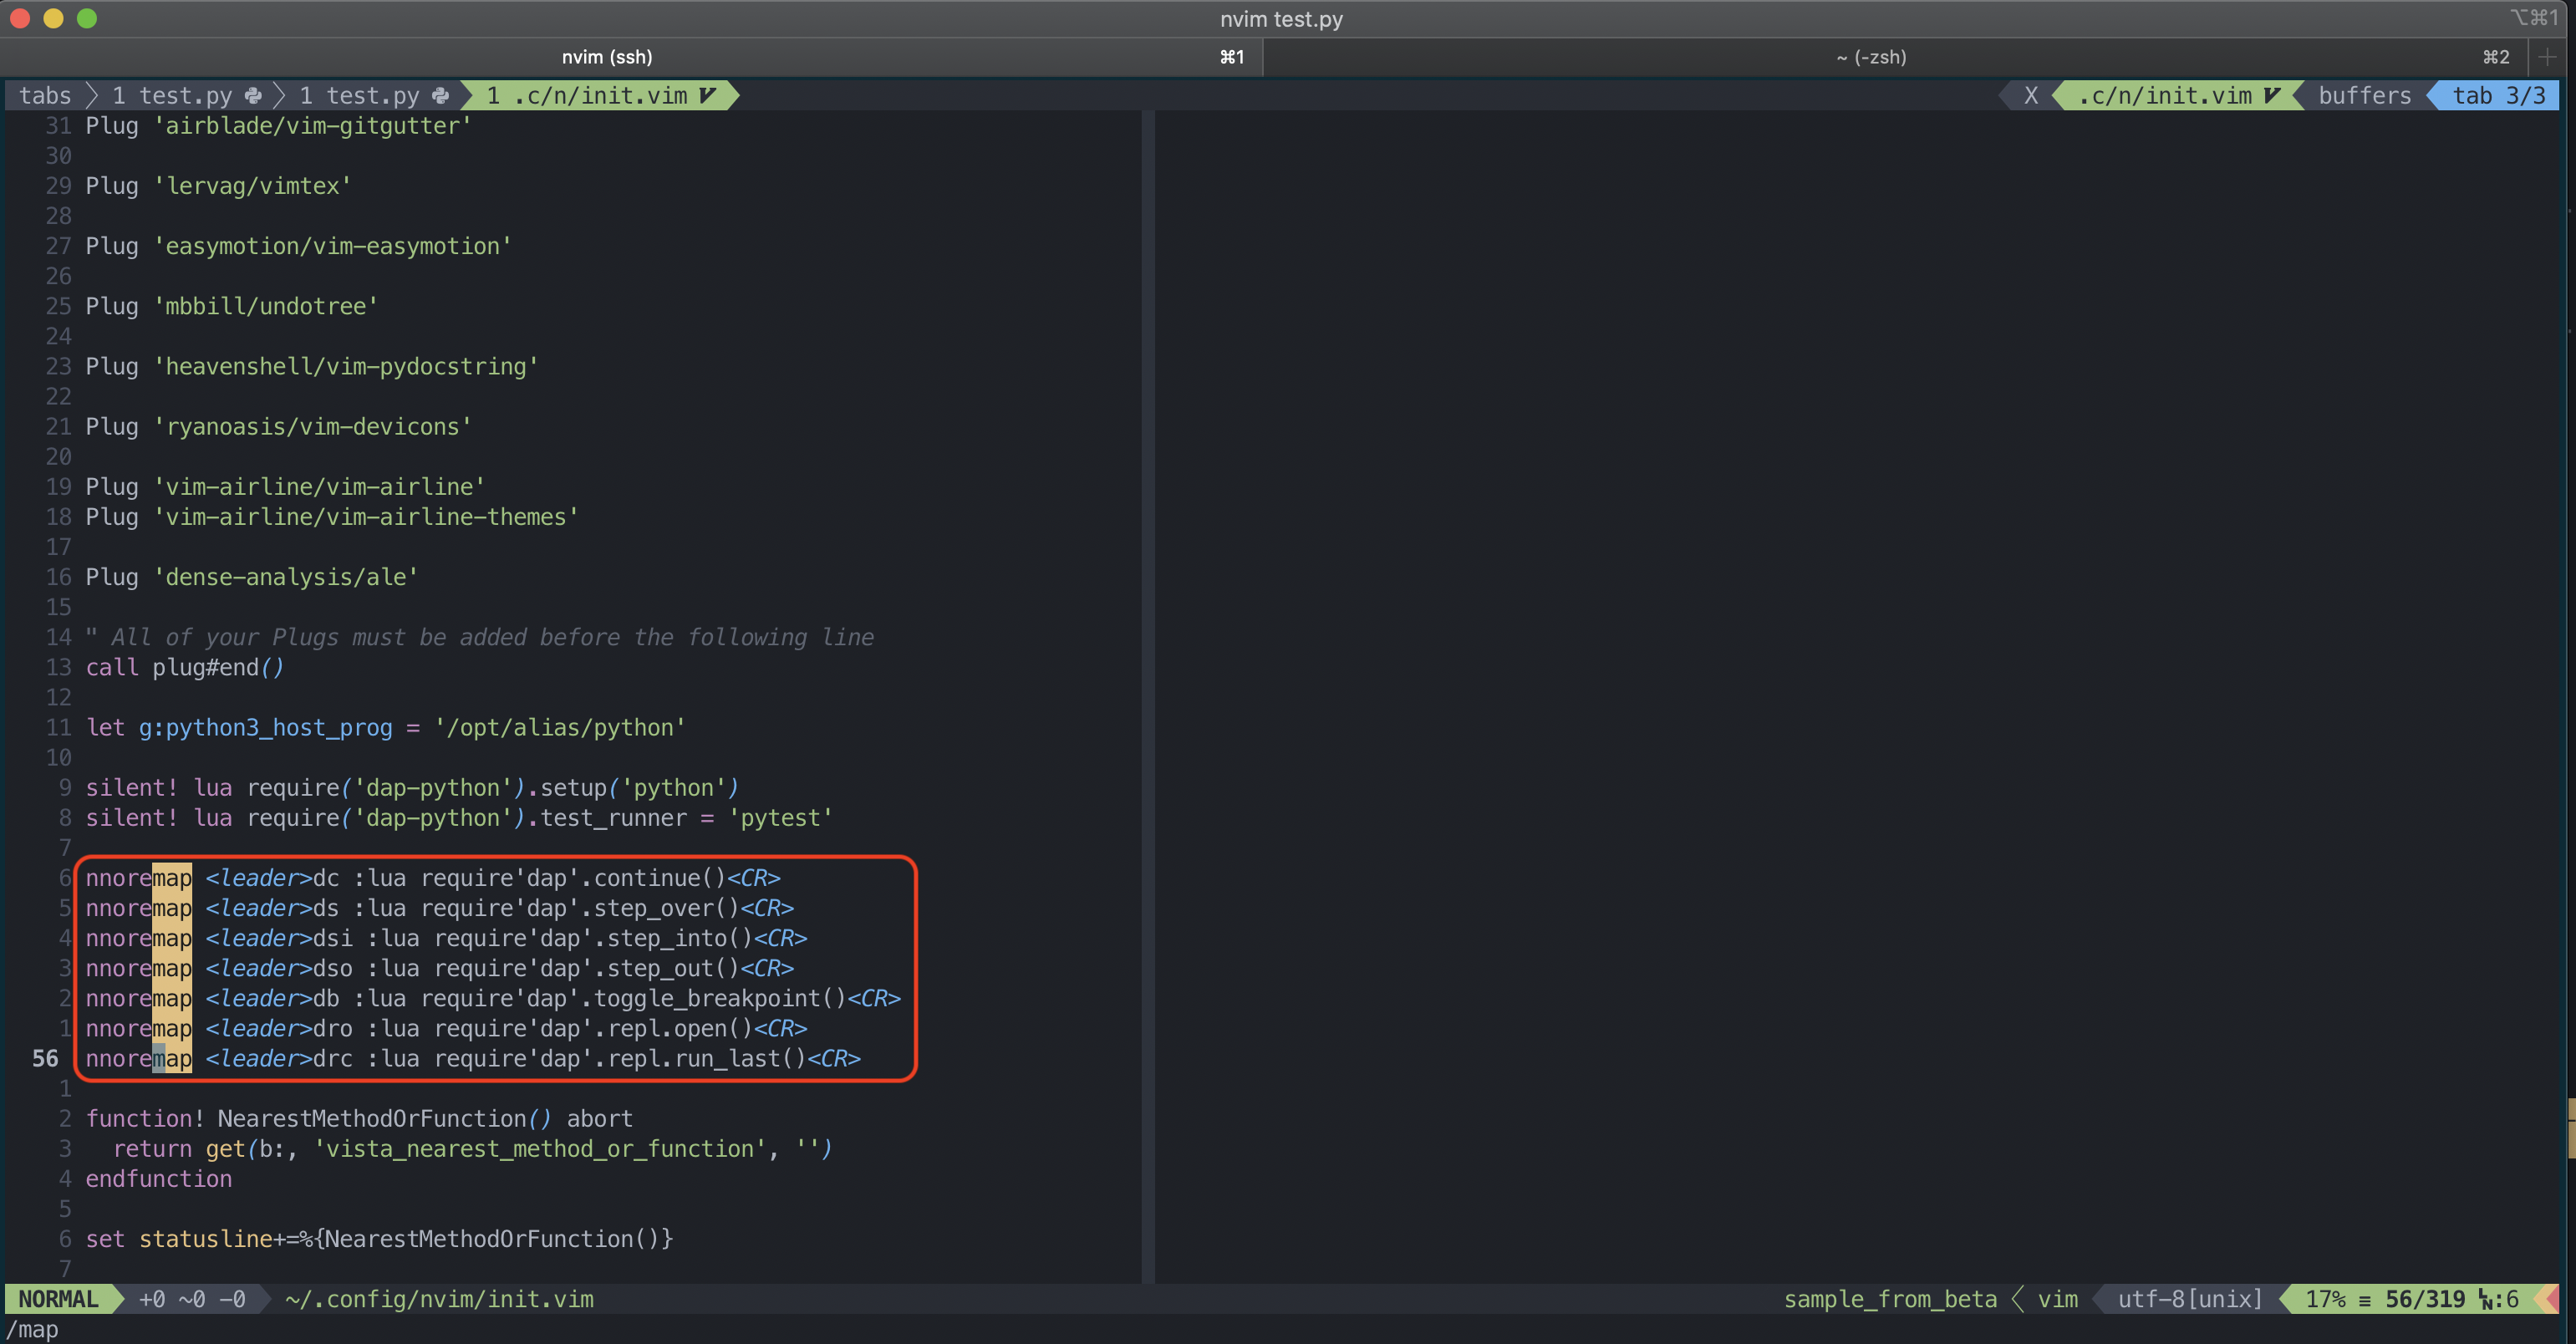 nvim test.py
⌥⌘1
nvim (ssh) ⌘1
~ (-zsh) ⌘2
tabs 1 test.py 1 test.py 1 .c/n/init.vim
X .c/n/init.vim buffers tab 3/3
31 Plug 'airblade/vim-gitgutter'
30
29 Plug 'lervag/vimtex'
28
27 Plug 'easymotion/vim-easymotion'
26
25 Plug 'mbbill/undotree'
24
23 Plug 'heavenshell/vim-pydocstring'
22
21 Plug 'ryanoasis/vim-devicons'
20
19 Plug 'vim-airline/vim-airline'
18 Plug 'vim-airline/vim-airline-themes'
17
16 Plug 'dense-analysis/ale'
15
14 " All of your Plugs must be added before the following line
13 call plug#end()
12
11 let g:python3_host_prog = '/opt/alias/python'
10
9 silent! lua require('dap-python').setup('python')
8 silent! lua require('dap-python').test_runner = 'pytest'
7
6 nnoremap <leader>dc :lua require'dap'.continue()<CR>
5 nnoremap <leader>ds :lua require'dap'.step_over()<CR>
4 nnoremap <leader>dsi :lua require'dap'.step_into()<CR>
3 nnoremap <leader>dso :lua require'dap'.step_out()<CR>
2 nnoremap <leader>db :lua require'dap'.toggle_breakpoint()<CR>
1 nnoremap <leader>dro :lua require'dap'.repl.open()<CR>
56 nnoremap <leader>drc :lua require'dap'.repl.run_last()<CR>
1
2 function! NearestMethodOrFunction() abort
3 return get(b:, 'vista_nearest_method_or_function', '')
4 endfunction
5
6 set statusline+=%{NearestMethodOrFunction()}
7
NORMAL +0 ~0 -0 ~/.config/nvim/init.vim
sample_from_beta vim utf-8[unix] 17% ≡ 56/319 ㏑:6
/map